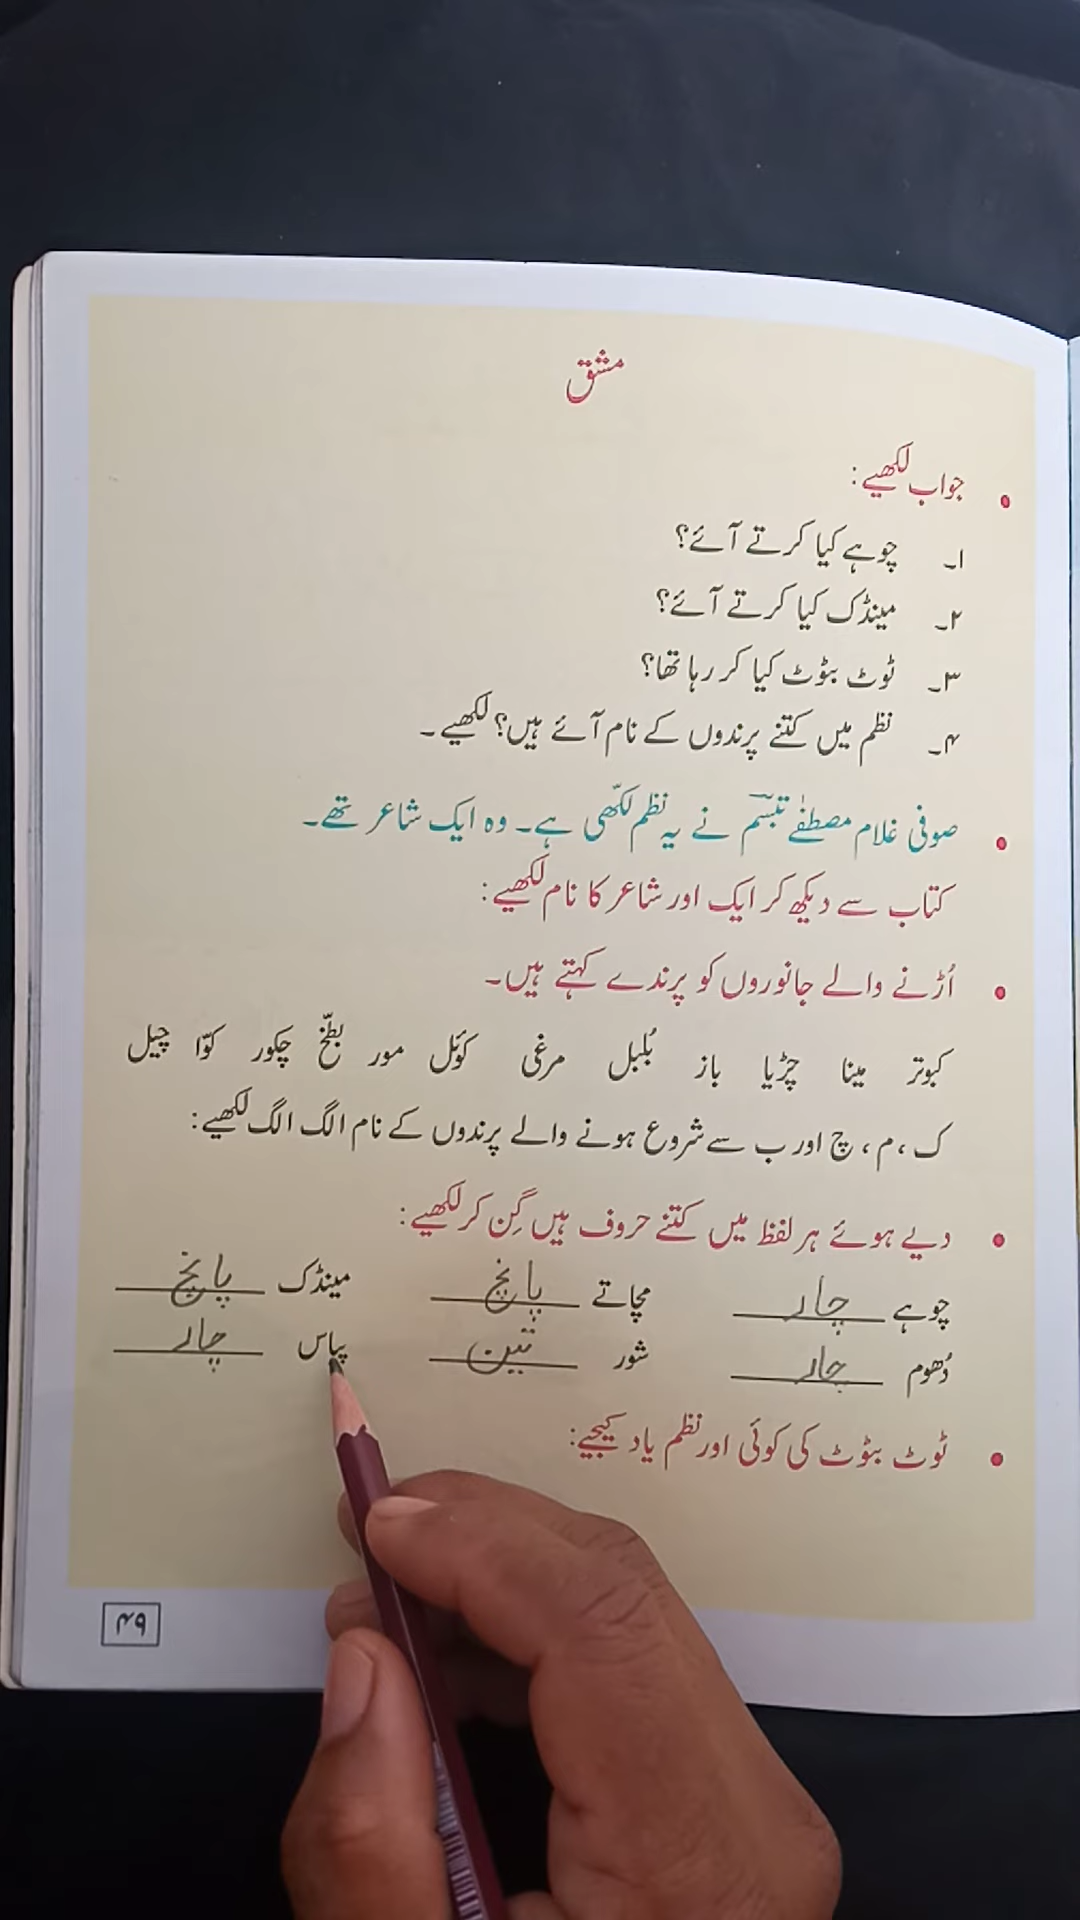 مشق
• جواب لکھیے:
۱۔ چوہے کیا کرتے آئے؟
۲۔ مینڈک کیا کرتے آئے؟
۳۔ ٹوٹ بٹوٹ کیا کر رہا تھا؟
۴۔ نظم میں کتنے پرندوں کے نام آئے ہیں؟ لکھیے۔
• صوفی غلام مصطفٰے تبسّم نے یہ نظم لکھّی ہے۔ وہ ایک شاعر تھے۔
کتاب سے دیکھ کر ایک اور شاعر کا نام لکھیے:
• اُڑنے والے جانوروں کو پرندے کہتے ہیں۔
کبوتر مینا چڑیا باز بُلبل مرغی کوئل مور بطّخ چکور کوّا چیل
ک، م، چ اور ب سے شروع ہونے والے پرندوں کے نام الگ الگ لکھیے:
• دیے ہوئے ہر لفظ میں کتنے حروف ہیں گِن کر لکھیے:
چوہے چار مچاتے پانچ مینڈک پانچ
دُھوم چار شور تین پیاس چار
• ٹوٹ بٹوٹ کی کوئی اور نظم یاد کیجیے:
۴۹